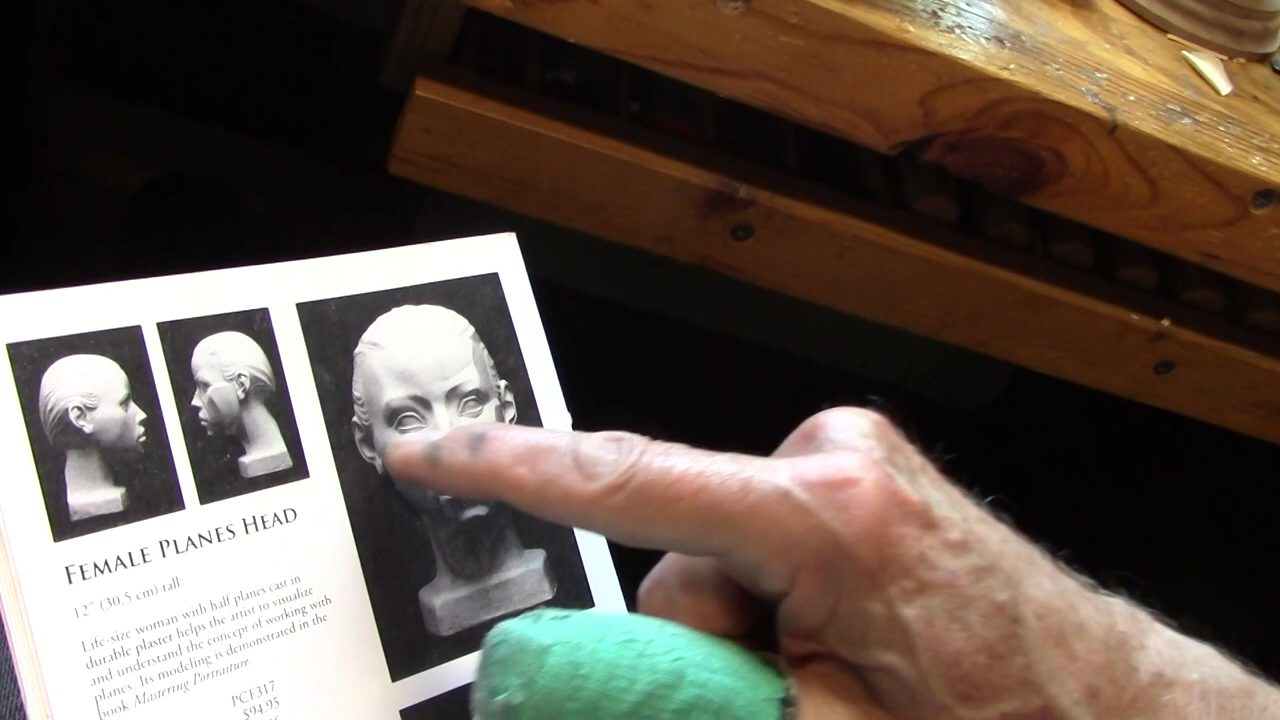 FEMALE PLANES HEAD
12" (30.5 cm) tall
Life-size woman with half planes cast in
durable plaster helps the artist to visualize
and understand the concept of working with
planes. Its modeling is demonstrated in the
book Mastering Portraiture.
PCF317
$94.95